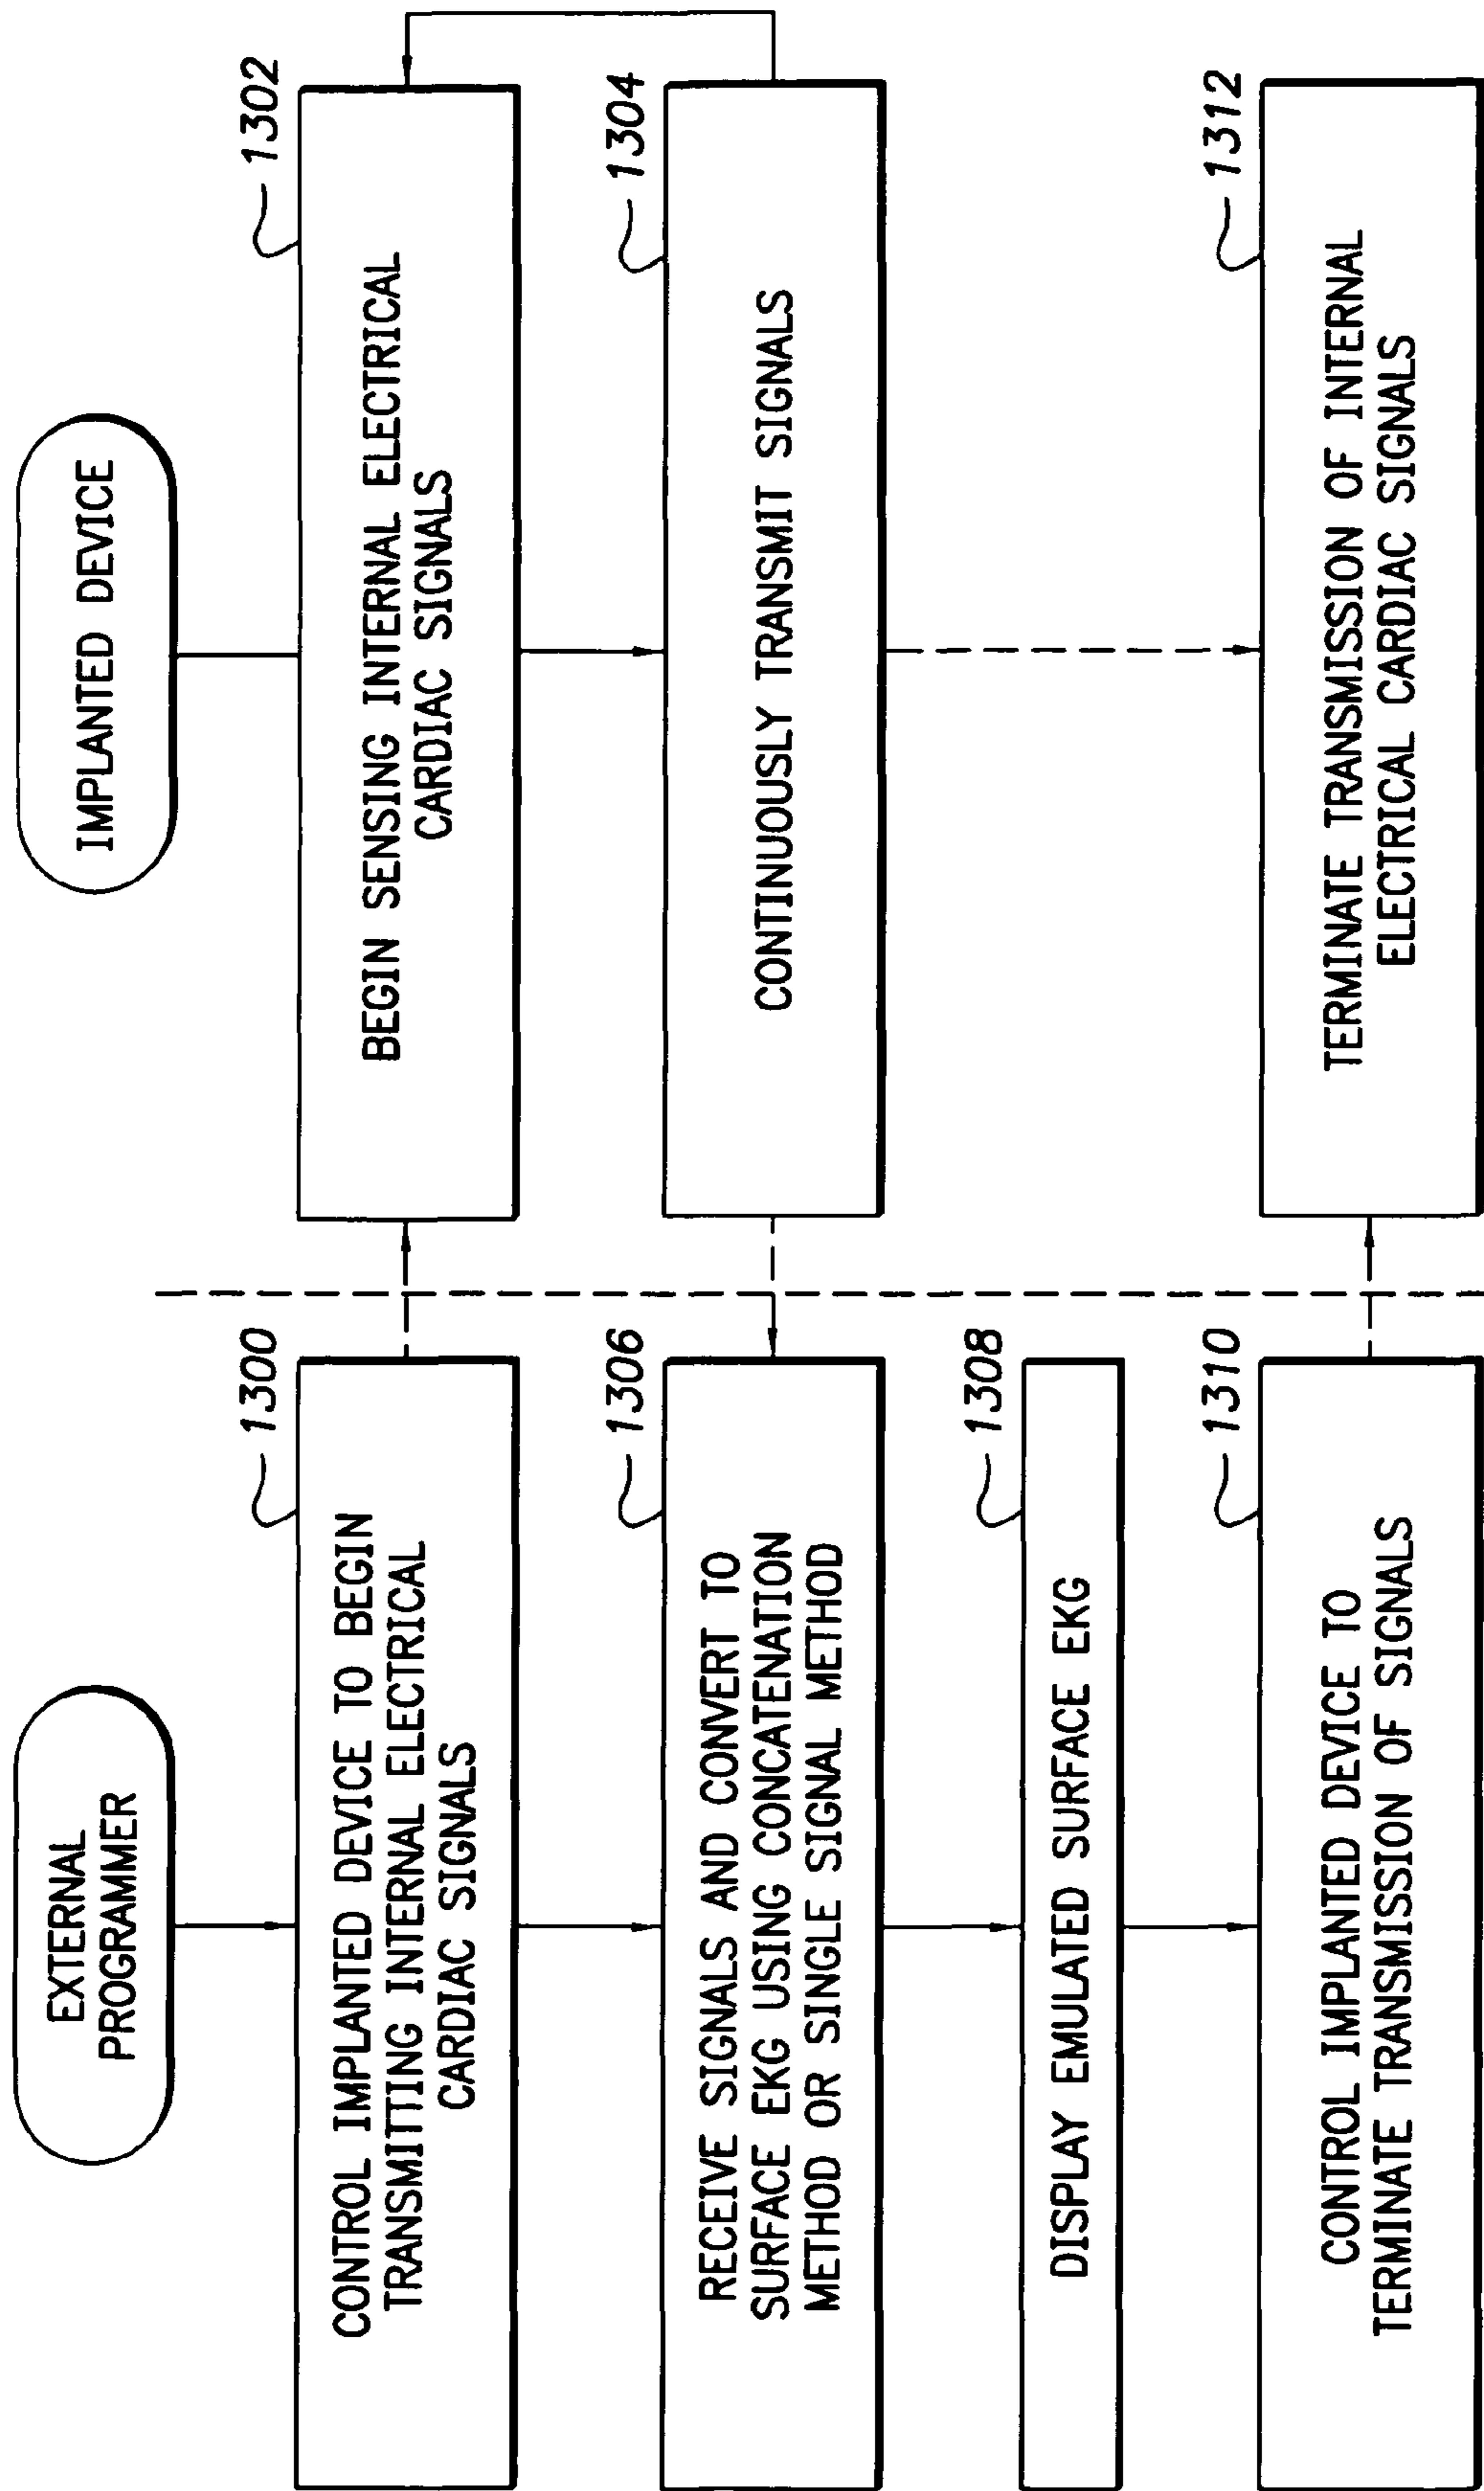 EXTERNAL
PROGRAMMER
IMPLANTED DEVICE
1300
CONTROL IMPLANTED DEVICE TO BEGIN
TRANSMITTING INTERNAL ELECTRICAL
CARDIAC SIGNALS
1302
BEGIN SENSING INTERNAL ELECTRICAL
CARDIAC SIGNALS
1306
RECEIVE SIGNALS AND CONVERT TO
SURFACE EKG USING CONCATENATION
METHOD OR SINGLE SIGNAL METHOD
1304
CONTINUOUSLY TRANSMIT SIGNALS
1308
DISPLAY EMULATED SURFACE EKG
1310
CONTROL IMPLANTED DEVICE TO
TERMINATE TRANSMISSION OF SIGNALS
1312
TERMINATE TRANSMISSION OF INTERNAL
ELECTRICAL CARDIAC SIGNALS